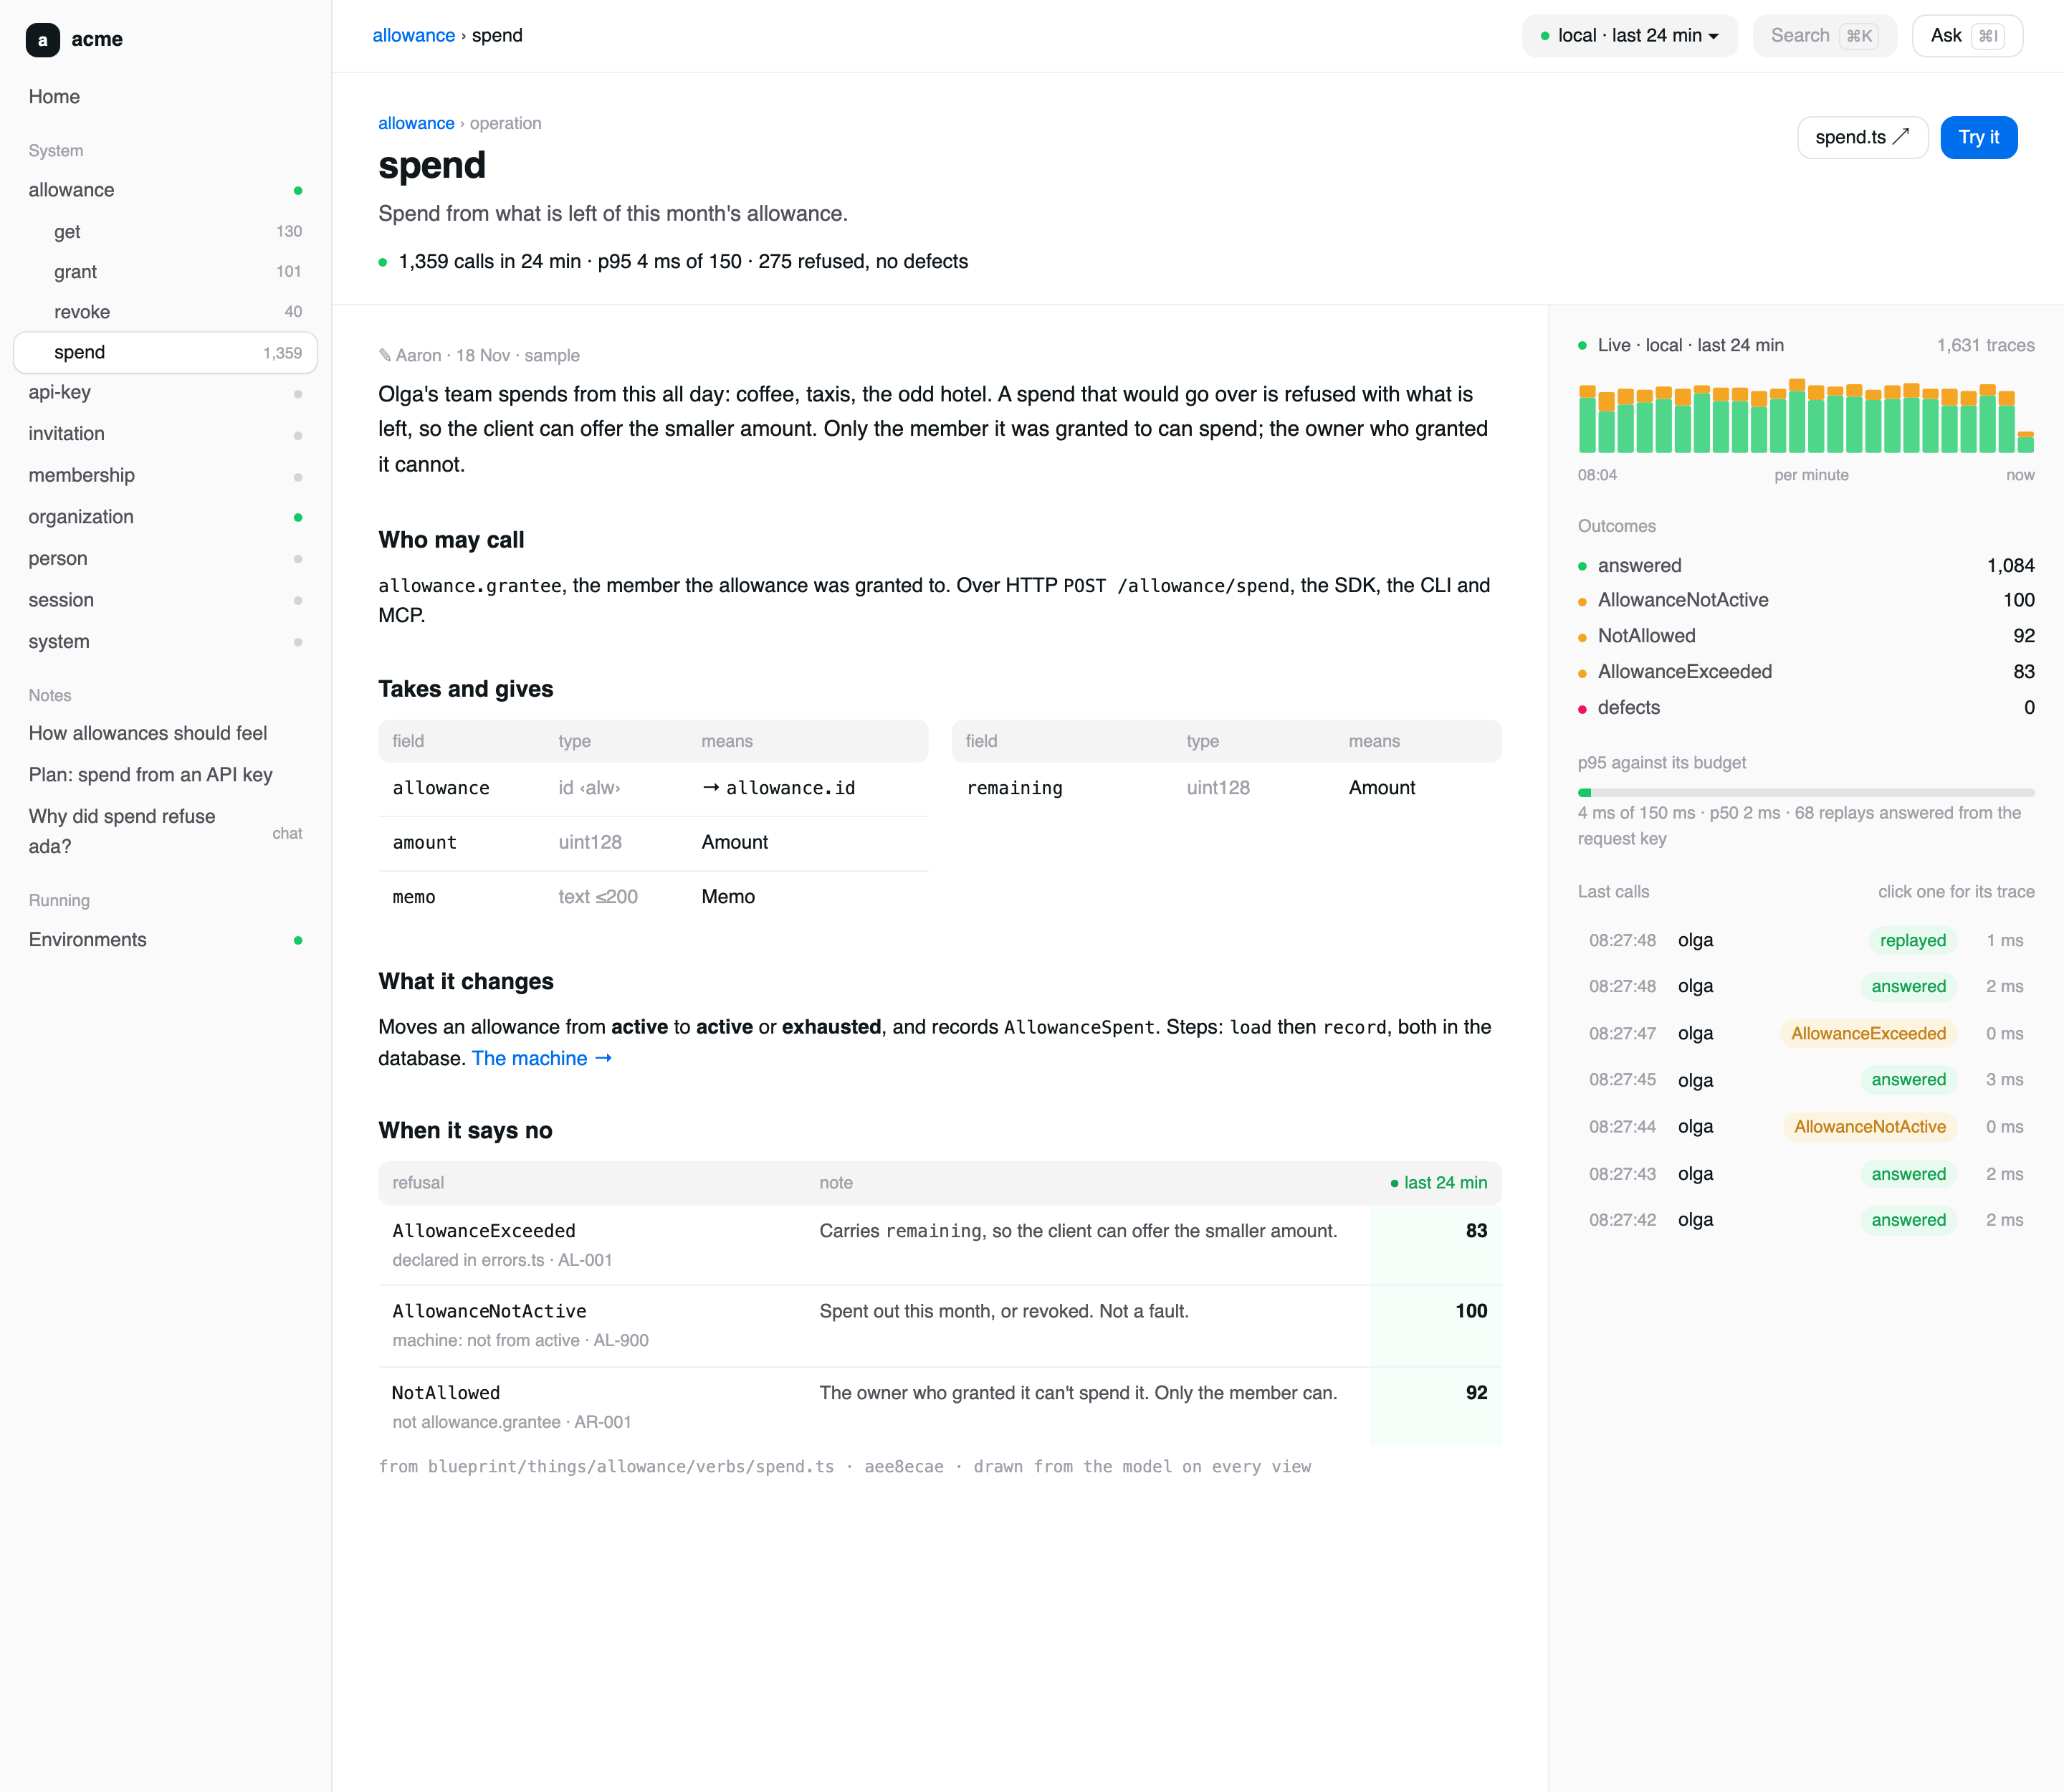 a acme
Home
System
allowance
get 130
grant 101
revoke 40
spend 1,359
api-key
invitation
membership
organization
person
session
system
Notes
How allowances should feel
Plan: spend from an API key
Why did spend refuse
ada?
chat
Running
Environments
allowance › spend
local · last 24 min
Search ⌘K
Ask ⌘I
allowance › operation
spend
Spend from what is left of this month's allowance.
1,359 calls in 24 min · p95 4 ms of 150 · 275 refused, no defects
spend.ts ↗
Try it
✎ Aaron · 18 Nov · sample
Olga's team spends from this all day: coffee, taxis, the odd hotel. A spend that would go over is refused with what is
left, so the client can offer the smaller amount. Only the member it was granted to can spend; the owner who granted
it cannot.
Who may call
allowance.grantee, the member the allowance was granted to. Over HTTP POST /allowance/spend, the SDK, the CLI and
MCP.
Takes and gives
field type means
allowance id ‹alw› → allowance.id
amount uint128 Amount
memo text ≤200 Memo
field type means
remaining uint128 Amount
What it changes
Moves an allowance from active to active or exhausted, and records AllowanceSpent. Steps: load then record, both in the
database. The machine →
When it says no
refusal note ● last 24 min
AllowanceExceeded Carries remaining, so the client can offer the smaller amount. 83
declared in errors.ts · AL-001
AllowanceNotActive Spent out this month, or revoked. Not a fault. 100
machine: not from active · AL-900
NotAllowed The owner who granted it can't spend it. Only the member can. 92
not allowance.grantee · AR-001
from blueprint/things/allowance/verbs/spend.ts · aee8ecae · drawn from the model on every view
Live · local · last 24 min 1,631 traces
08:04 per minute now
Outcomes
answered 1,084
AllowanceNotActive 100
NotAllowed 92
AllowanceExceeded 83
defects 0
p95 against its budget
4 ms of 150 ms · p50 2 ms · 68 replays answered from the
request key
Last calls click one for its trace
08:27:48 olga replayed 1 ms
08:27:48 olga answered 2 ms
08:27:47 olga AllowanceExceeded 0 ms
08:27:45 olga answered 3 ms
08:27:44 olga AllowanceNotActive 0 ms
08:27:43 olga answered 2 ms
08:27:42 olga answered 2 ms